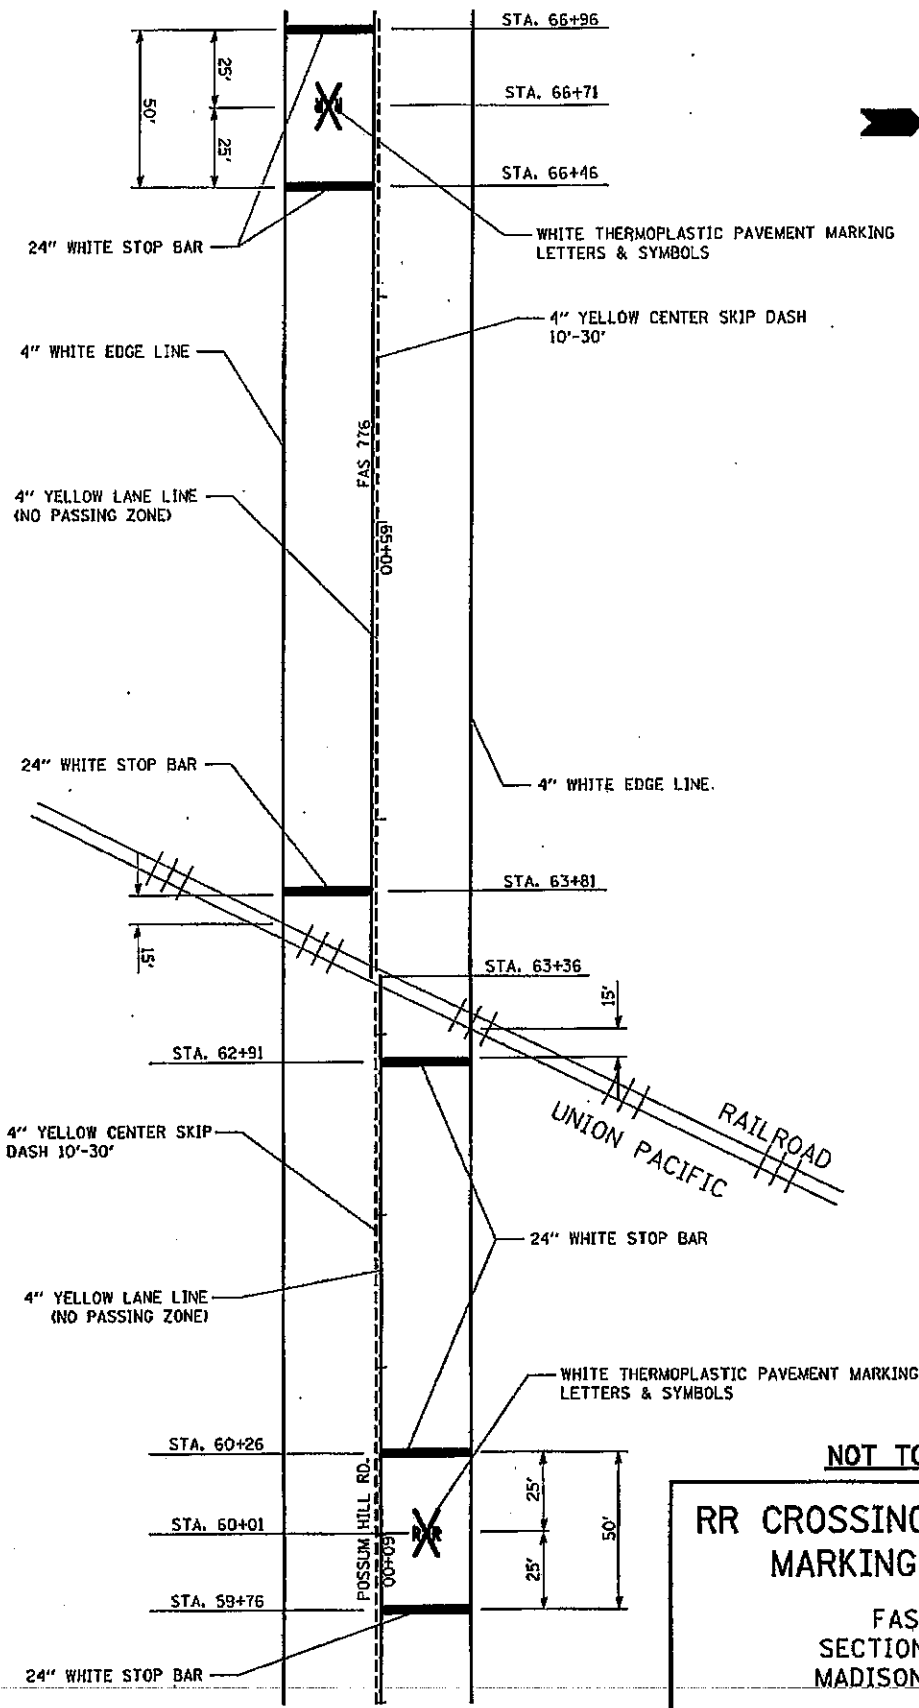 STA. 66+96
25'
50'
STA. 66+71
25'
STA. 66+46
24" WHITE STOP BAR
WHITE THERMOPLASTIC PAVEMENT MARKING
LETTERS & SYMBOLS
4" YELLOW CENTER SKIP DASH
10'-30'
4" WHITE EDGE LINE
FAS 776
4" YELLOW LANE LINE
(NO PASSING ZONE)
65+00
24" WHITE STOP BAR
4" WHITE EDGE LINE.
STA. 63+81
15'
STA. 63+36
15'
STA. 62+91
RAILROAD
UNION PACIFIC
4" YELLOW CENTER SKIP
DASH 10'-30'
24" WHITE STOP BAR
4" YELLOW LANE LINE
(NO PASSING ZONE)
WHITE THERMOPLASTIC PAVEMENT MARKING
LETTERS & SYMBOLS
STA. 60+26
NOT TO
POSSUM HILL RD.
25'
50'
STA. 60+01
R R
60+00
25'
RR CROSSING
MARKING
STA. 59+76
FAS
SECTION
MADISON
24" WHITE STOP BAR